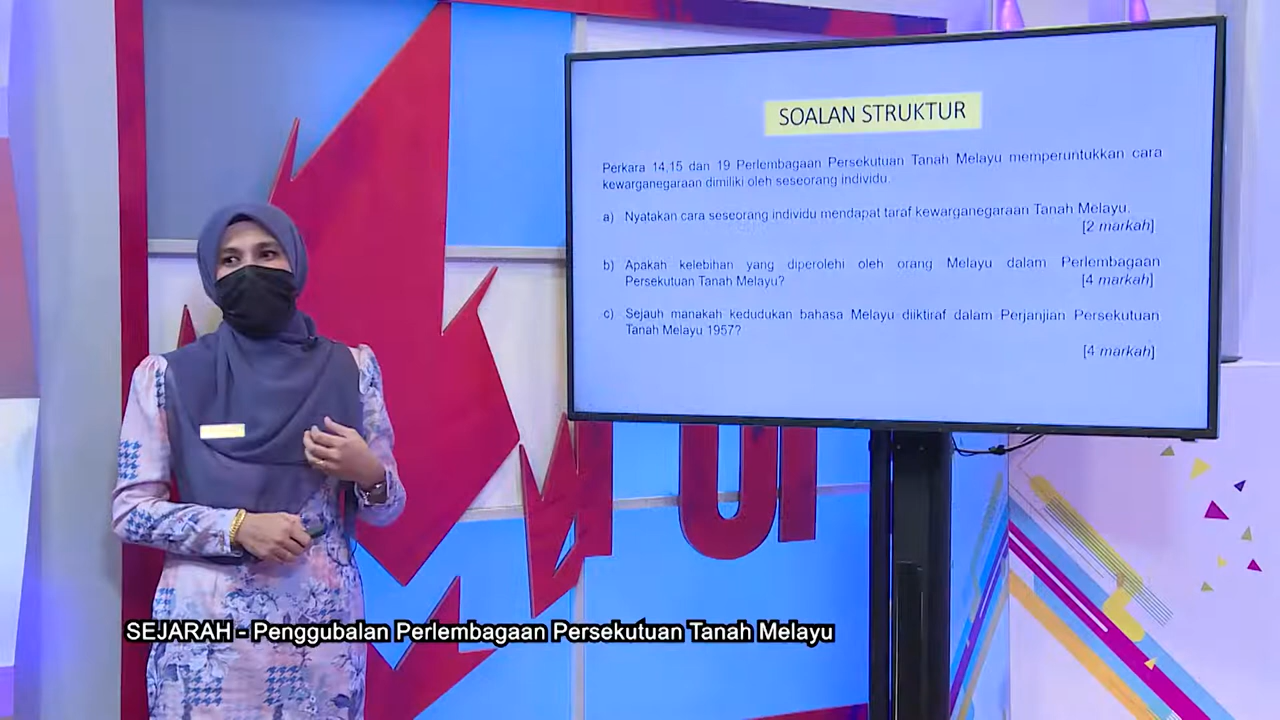 SOALAN STRUKTUR
Perkara 14,15 dan 19 Perlembagaan Persekutuan Tanah Melayu memperuntukkan cara
kewarganegaraan dimiliki oleh seseorang individu.
a) Nyatakan cara seseorang individu mendapat taraf kewarganegaraan Tanah Melayu.
[2 markah]
b) Apakah kelebihan yang diperolehi oleh orang Melayu dalam Perlembagaan
Persekutuan Tanah Melayu? [4 markah]
c) Sejauh manakah kedudukan bahasa Melayu diiktiraf dalam Perjanjian Persekutuan
Tanah Melayu 1957?
[4 markah]
SEJARAH - Penggubalan Perlembagaan Persekutuan Tanah Melayu